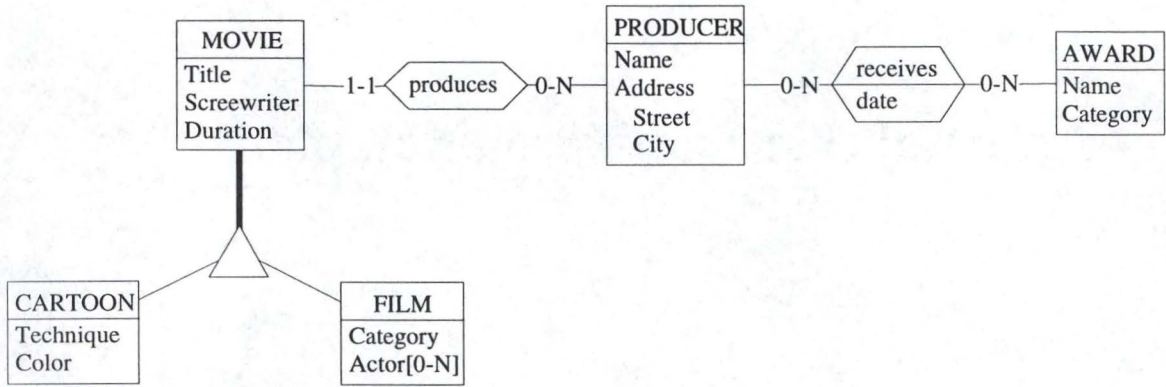 MOVIE
Title
Screewriter
Duration
1-1
produces
0-N
PRODUCER
Name
Address
Street
City
0-N
receives
date
0-N
AWARD
Name
Category
CARTOON
Technique
Color
FILM
Category
Actor[0-N]